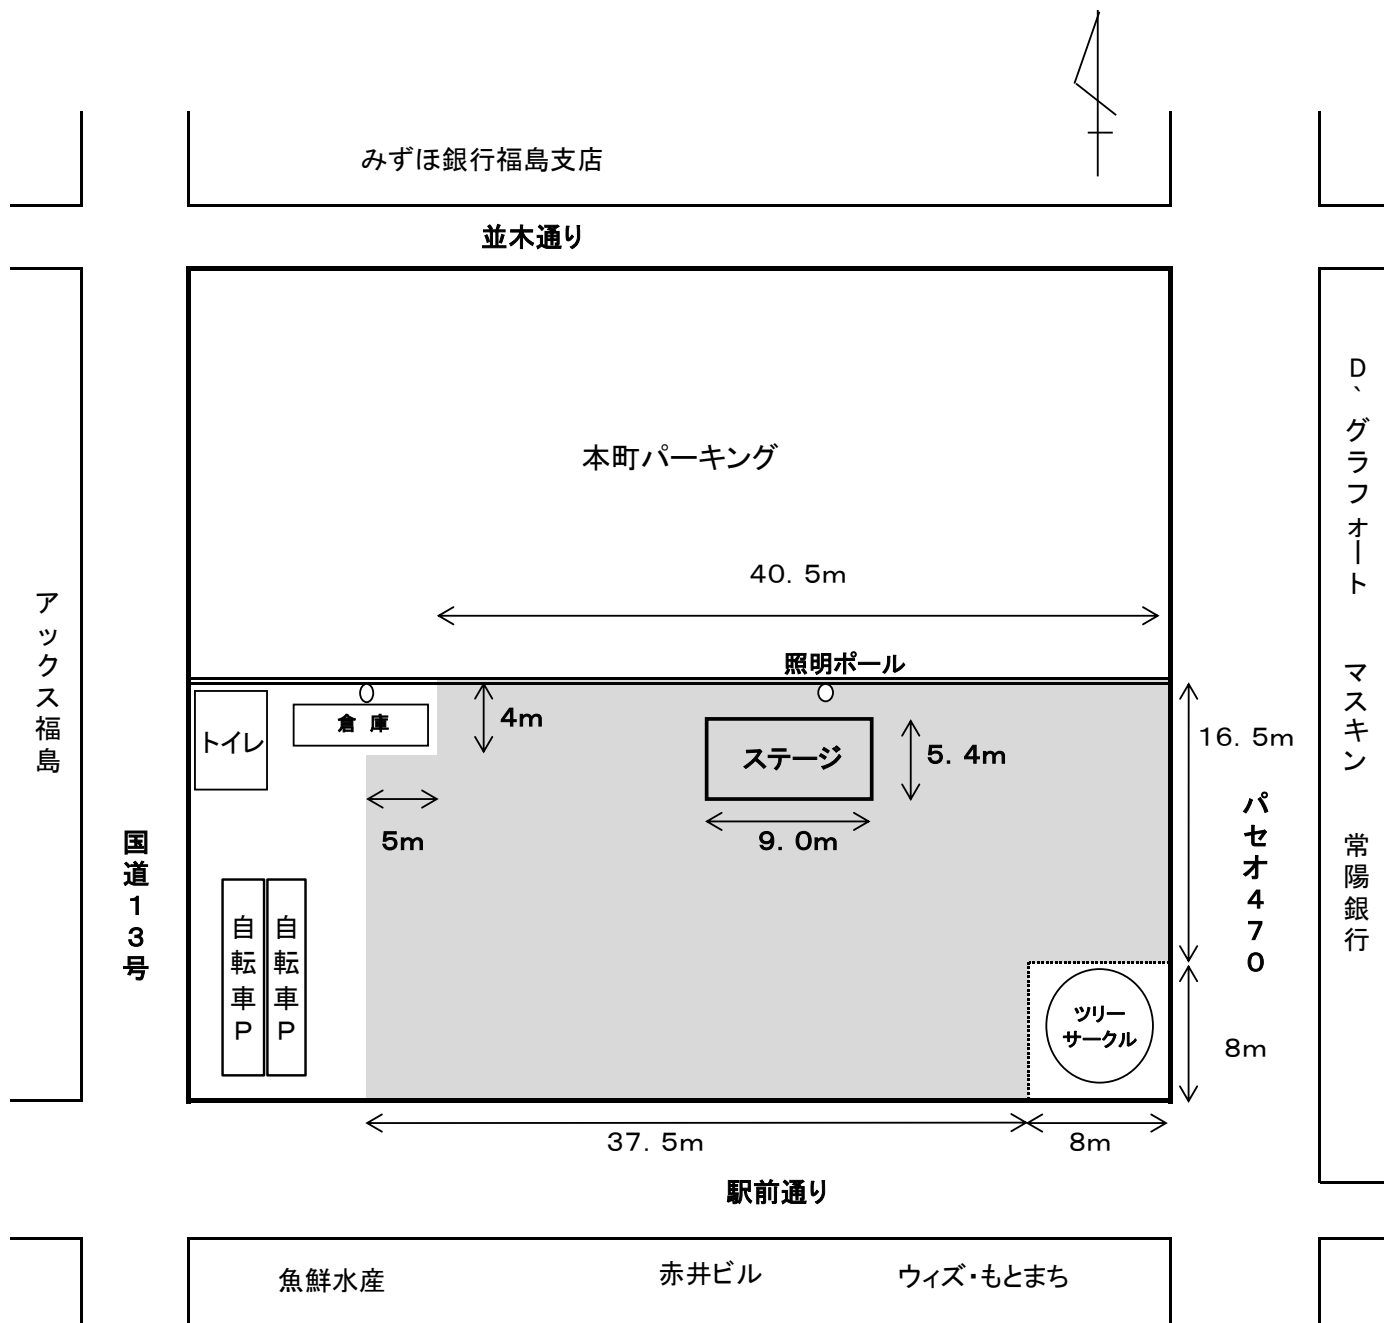 みずほ銀行福島支店
並木通り
本町パーキング
40.5m
照明ポール
トイレ
倉 庫
4m
ステージ
5.4m
9.0m
5m
16.5m
アックス福島
国道13号
自転車P
自転車P
パセオ470
D、グラフォート マスキン 常陽銀行
ツリー
サークル
8m
37.5m
8m
駅前通り
魚鮮水産
赤井ビル
ウィズ・もとまち